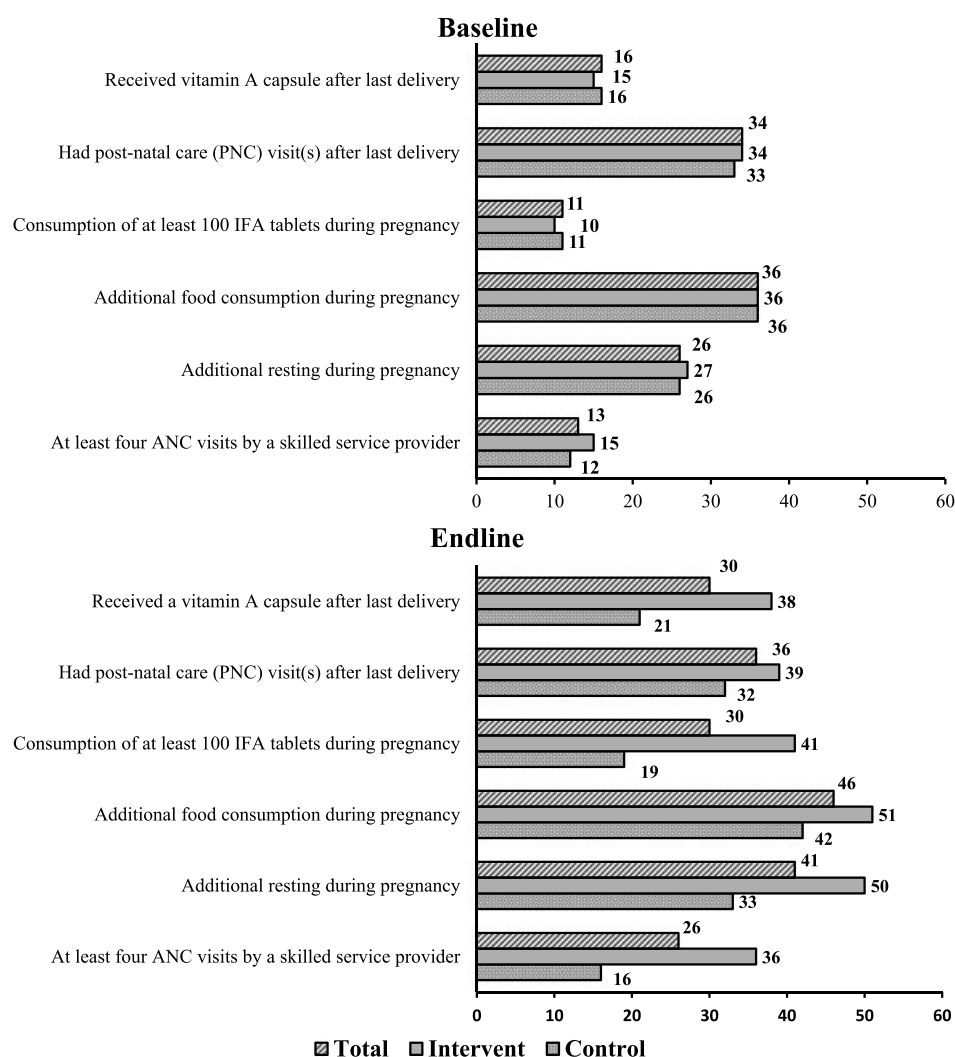 Baseline
16
Received vitamin A capsule after last delivery
15
16
34
Had post-natal care (PNC) visit(s) after last delivery
34
33
11
Consumption of at least 100 IFA tablets during pregnancy
10
11
36
Additional food consumption during pregnancy
36
36
26
Additional resting during pregnancy
27
26
13
At least four ANC visits by a skilled service provider
15
12
0 10 20 30 40 50 60
Endline
30
Received a vitamin A capsule after last delivery
38
21
36
Had post-natal care (PNC) visit(s) after last delivery
39
32
30
Consumption of at least 100 IFA tablets during pregnancy
41
19
46
Additional food consumption during pregnancy
51
42
41
Additional resting during pregnancy
50
33
26
At least four ANC visits by a skilled service provider
36
16
0 10 20 30 40 50 60
Total Intervent Control